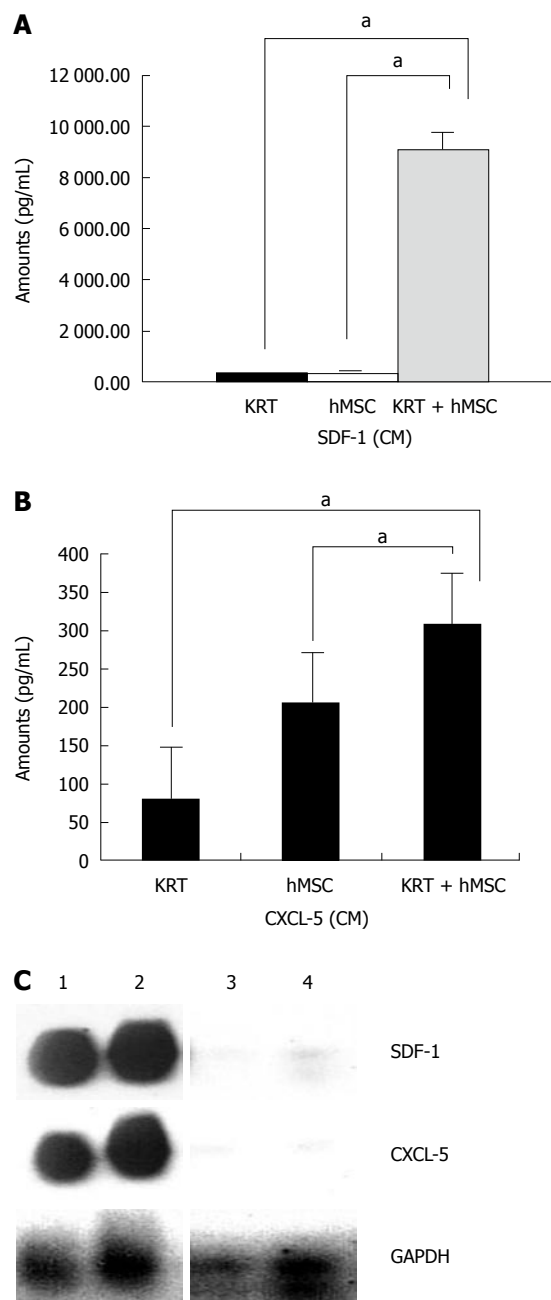 A
a
a
12 000.00
10 000.00
8 000.00
6 000.00
4 000.00
2 000.00
0.00
Amounts (pg/mL)
KRT hMSC KRT + hMSC
SDF-1 (CM)
B
a
a
400
350
300
250
200
150
100
50
0
Amounts (pg/mL)
KRT hMSC KRT + hMSC
CXCL-5 (CM)
C 1 2 3 4
SDF-1
CXCL-5
GAPDH